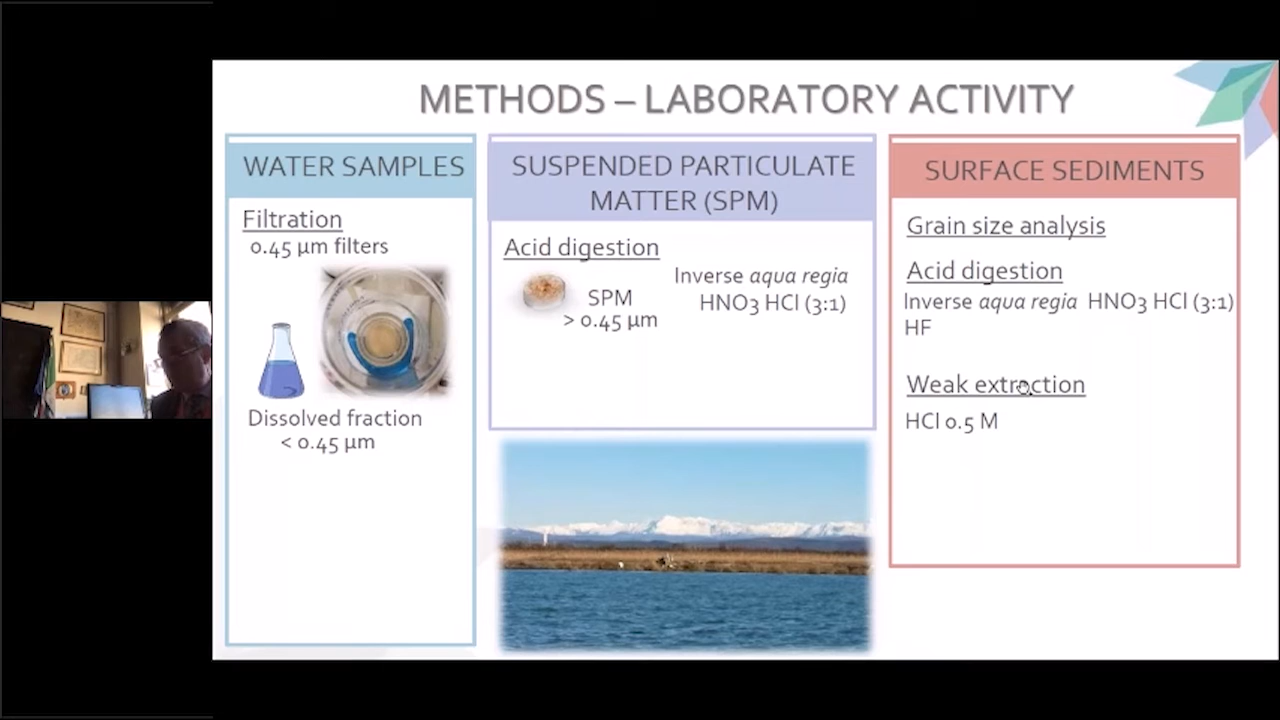 METHODS – LABORATORY ACTIVITY
WATER SAMPLES
Filtration
0.45 µm filters
Dissolved fraction
< 0.45 µm
SUSPENDED PARTICULATE
MATTER (SPM)
Acid digestion
SPM
> 0.45 µm
Inverse aqua regia
HNO3 HCl (3:1)
SURFACE SEDIMENTS
Grain size analysis
Acid digestion
Inverse aqua regia HNO3 HCl (3:1)
HF
Weak extraction
HCl 0.5 M